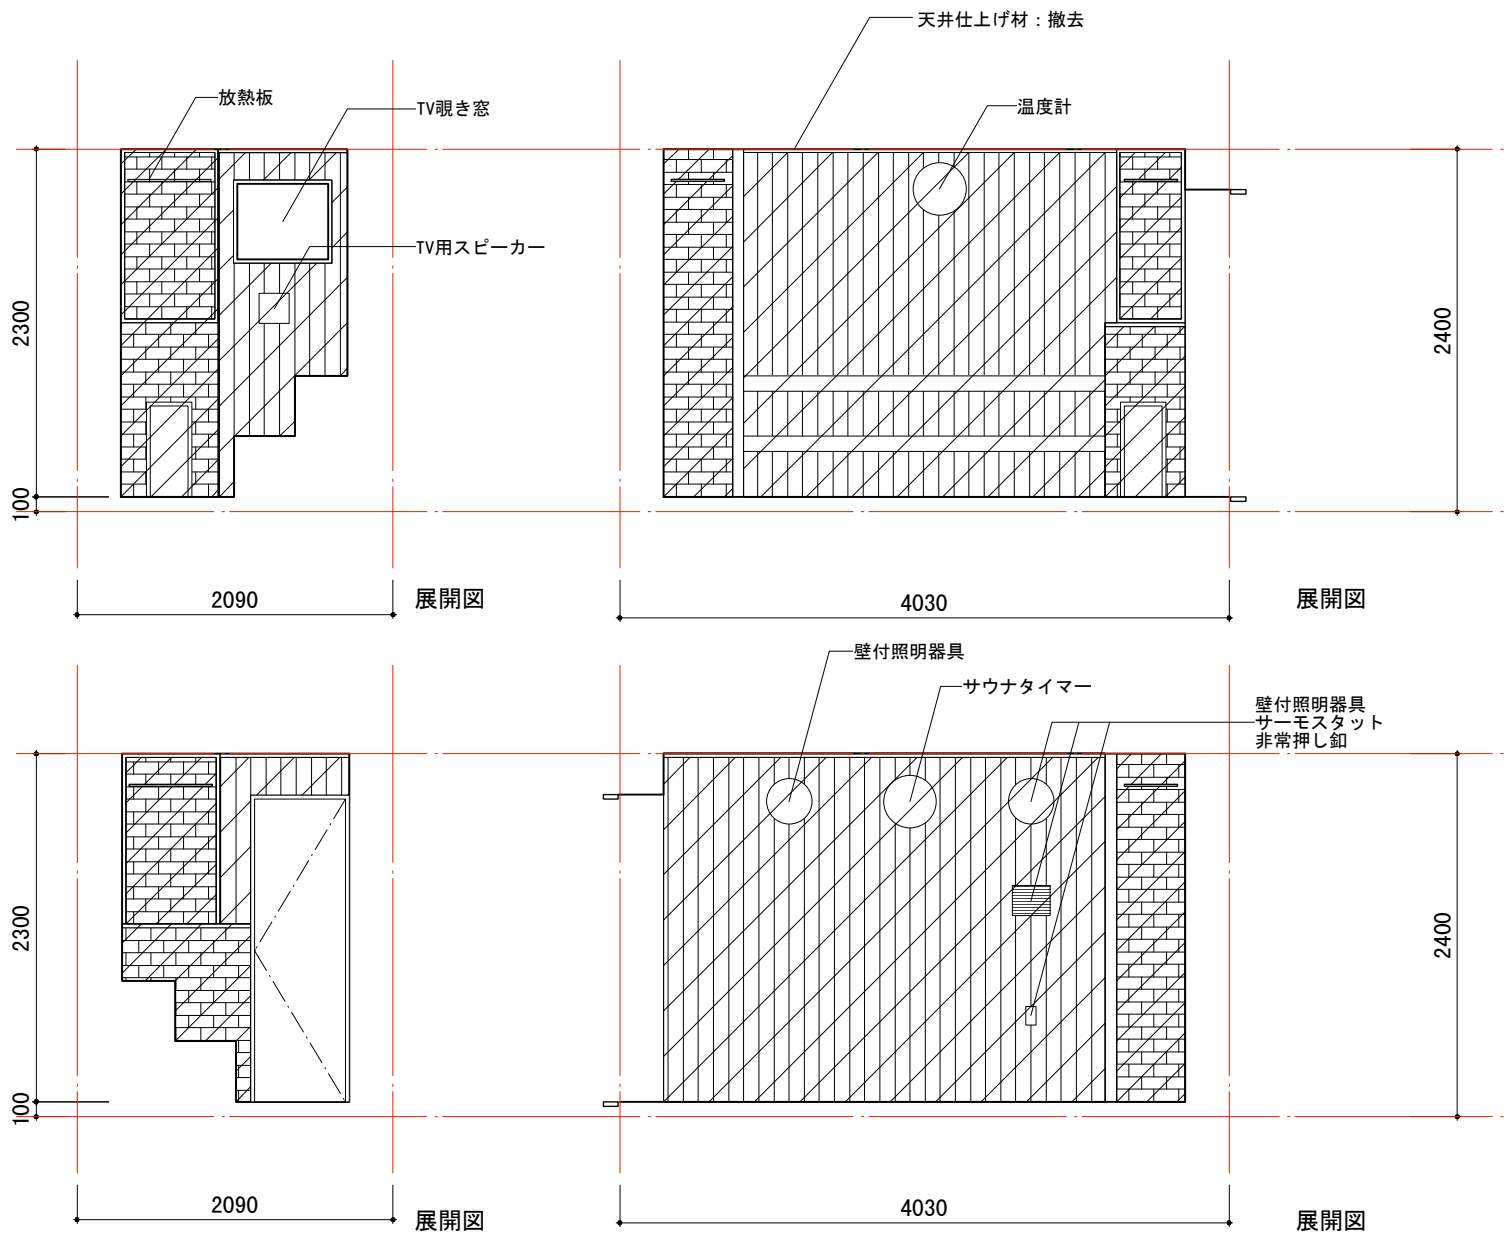 天井仕上げ材：撤去
放熱板
TV覗き窓
温度計
TV用スピーカー
2300
2400
100
2090
展開図
4030
展開図
壁付照明器具
サウナタイマー
壁付照明器具
サーモスタット
非常押し釦
2300
2400
100
2090
展開図
4030
展開図